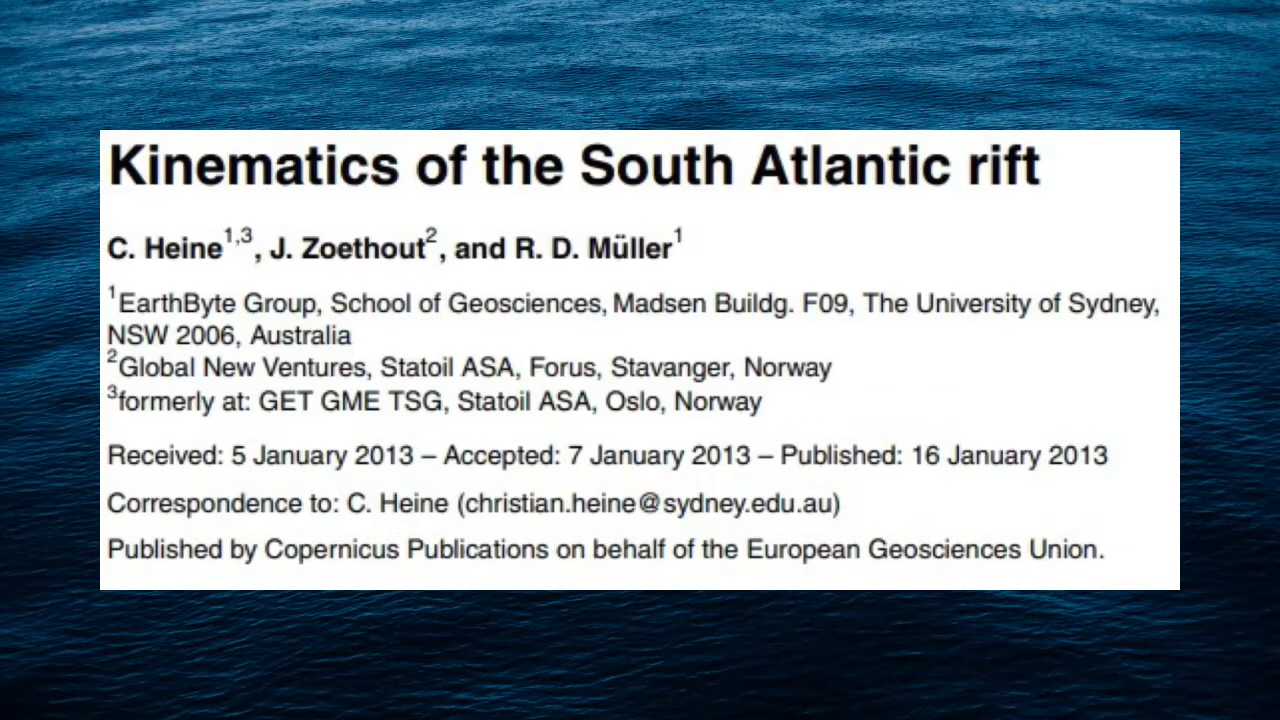 Kinematics of the South Atlantic rift
C. Heine1,3, J. Zoethout2, and R. D. Müller1
1EarthByte Group, School of Geosciences, Madsen Buildg. F09, The University of Sydney,
NSW 2006, Australia
2Global New Ventures, Statoil ASA, Forus, Stavanger, Norway
3formerly at: GET GME TSG, Statoil ASA, Oslo, Norway
Received: 5 January 2013 – Accepted: 7 January 2013 – Published: 16 January 2013
Correspondence to: C. Heine (christian.heine@sydney.edu.au)
Published by Copernicus Publications on behalf of the European Geosciences Union.